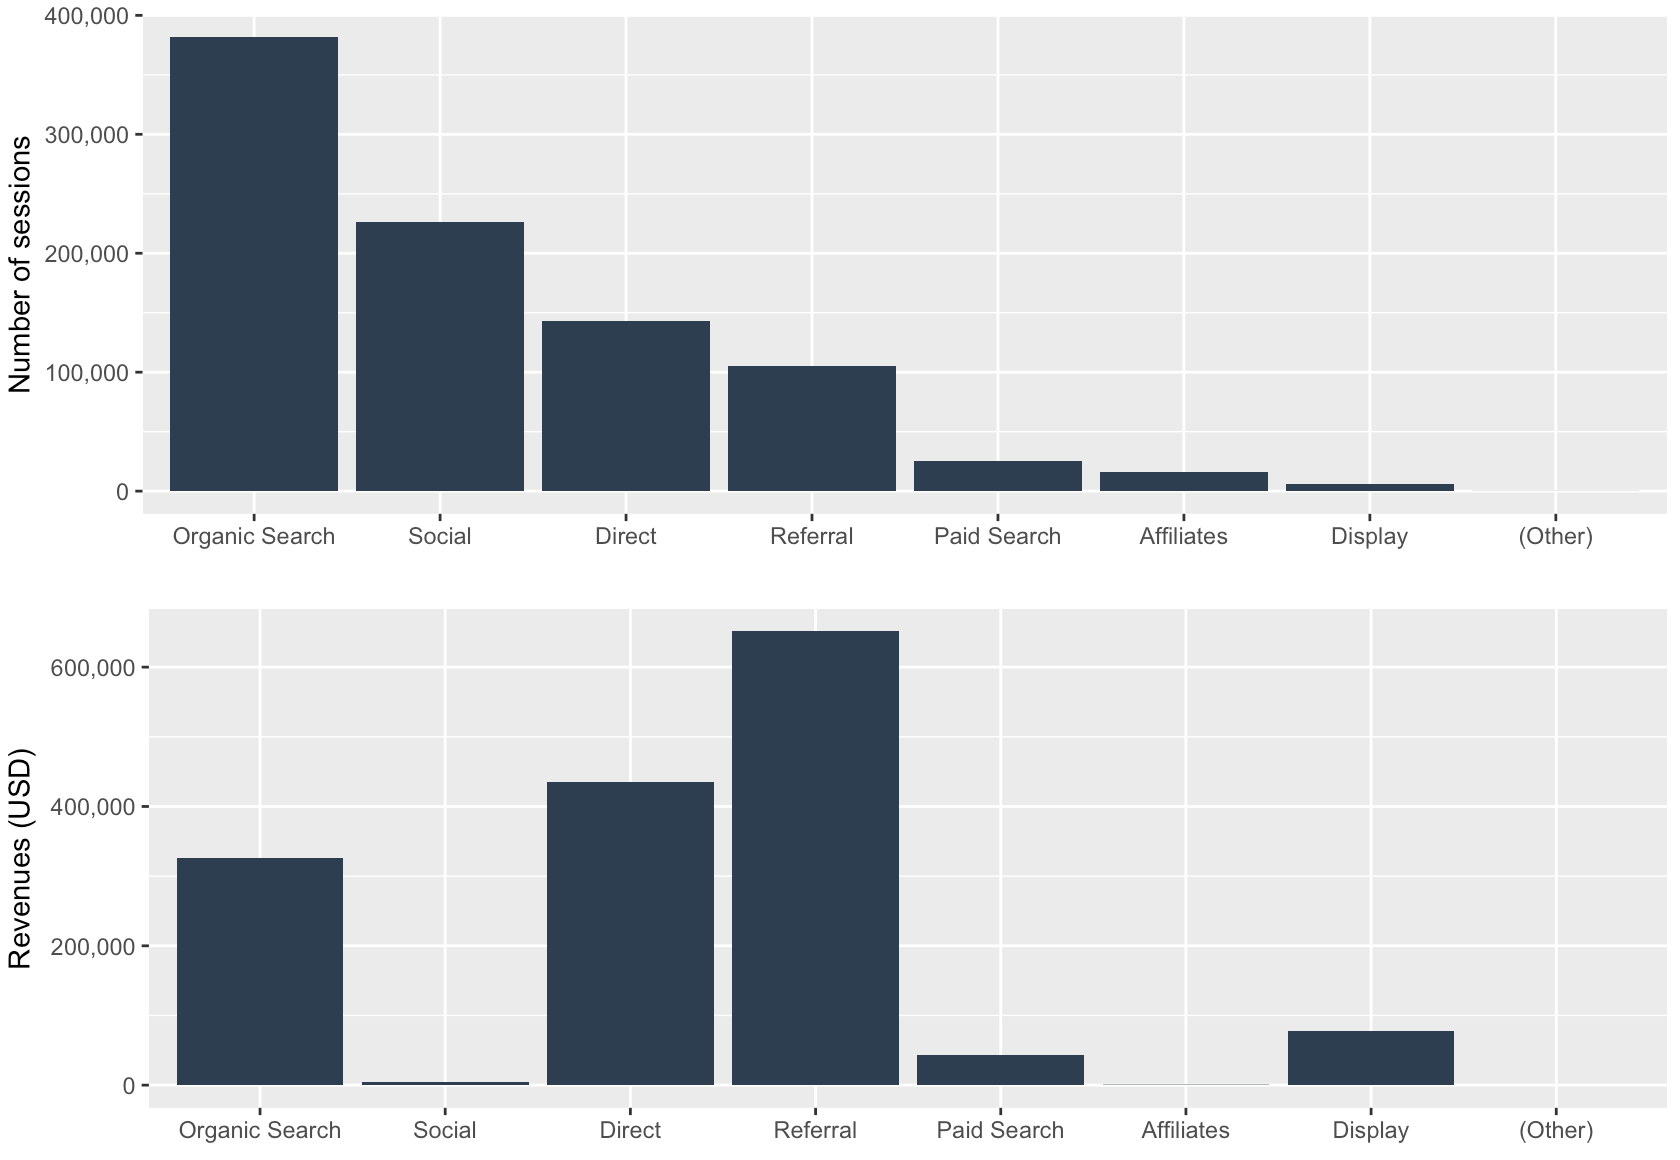 400,000
300,000
200,000
100,000
0
Number of sessions
Organic Search Social Direct Referral Paid Search Affiliates Display (Other)
600,000
400,000
200,000
0
Revenues (USD)
Organic Search Social Direct Referral Paid Search Affiliates Display (Other)